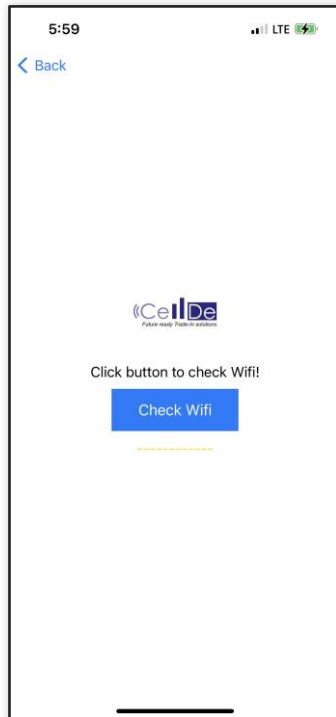 5:59
LTE
Back
CellDe
Future ready Trade-In solutions
Click button to check Wifi!
Check Wifi
------------